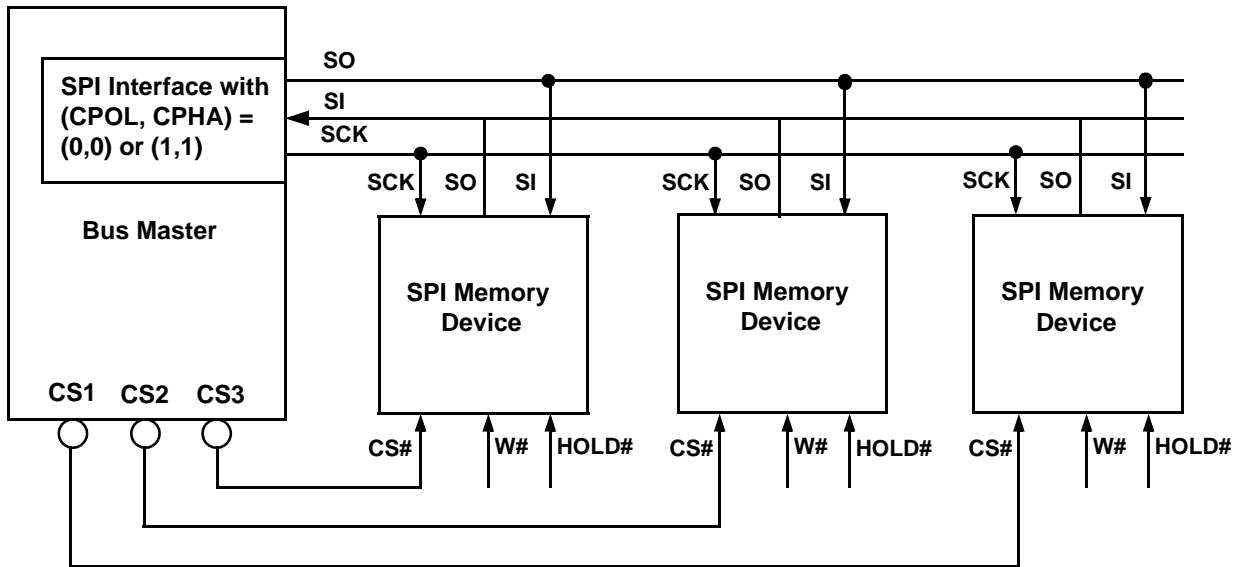 SO
SPI Interface with
(CPOL, CPHA) =
(0,0) or (1,1)
SI
SCK
SCK SO SI
SCK SO SI
SCK SO SI
Bus Master
SPI Memory
Device
SPI Memory
Device
SPI Memory
Device
CS1 CS2 CS3
CS# W# HOLD#
CS# W# HOLD#
CS# W# HOLD#